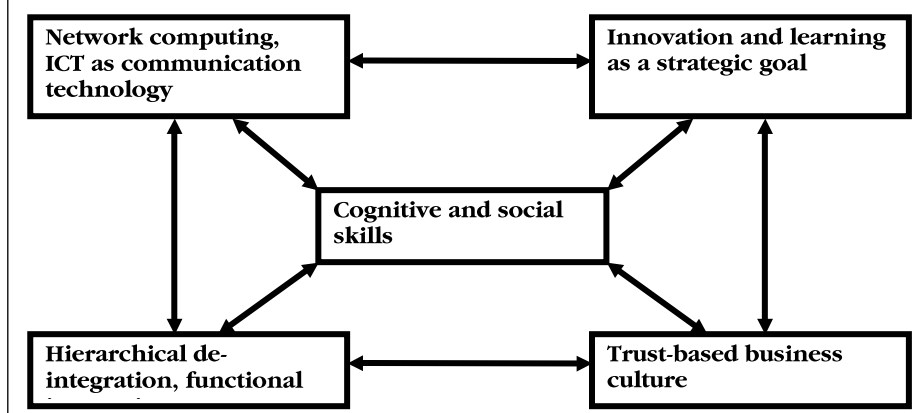 Network computing,
ICT as communication
technology
Innovation and learning
as a strategic goal
Cognitive and social
skills
Hierarchical de-
integration, functional
Trust-based business
culture